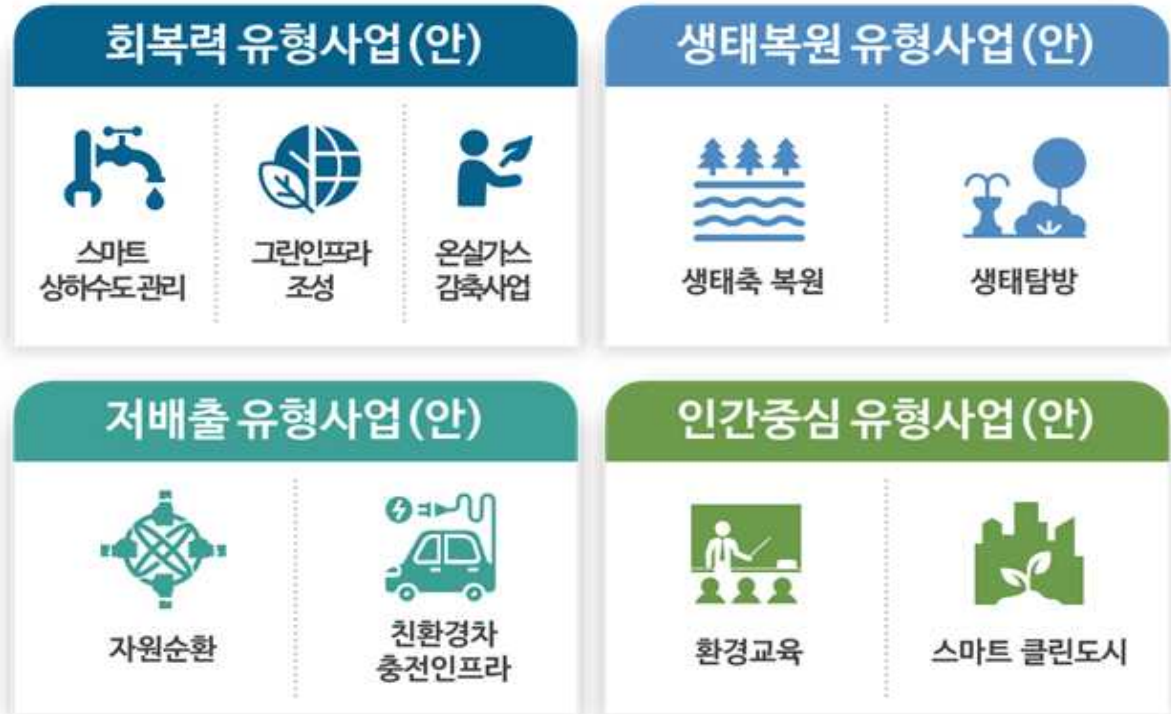 회복력 유형사업(안)
스마트
상하수도 관리
그린인프라
조성
온실가스
감축사업
생태복원 유형사업(안)
생태축 복원
생태탐방
저배출 유형사업(안)
자원순환
친환경차
충전인프라
인간중심 유형사업(안)
환경교육
스마트 클린도시